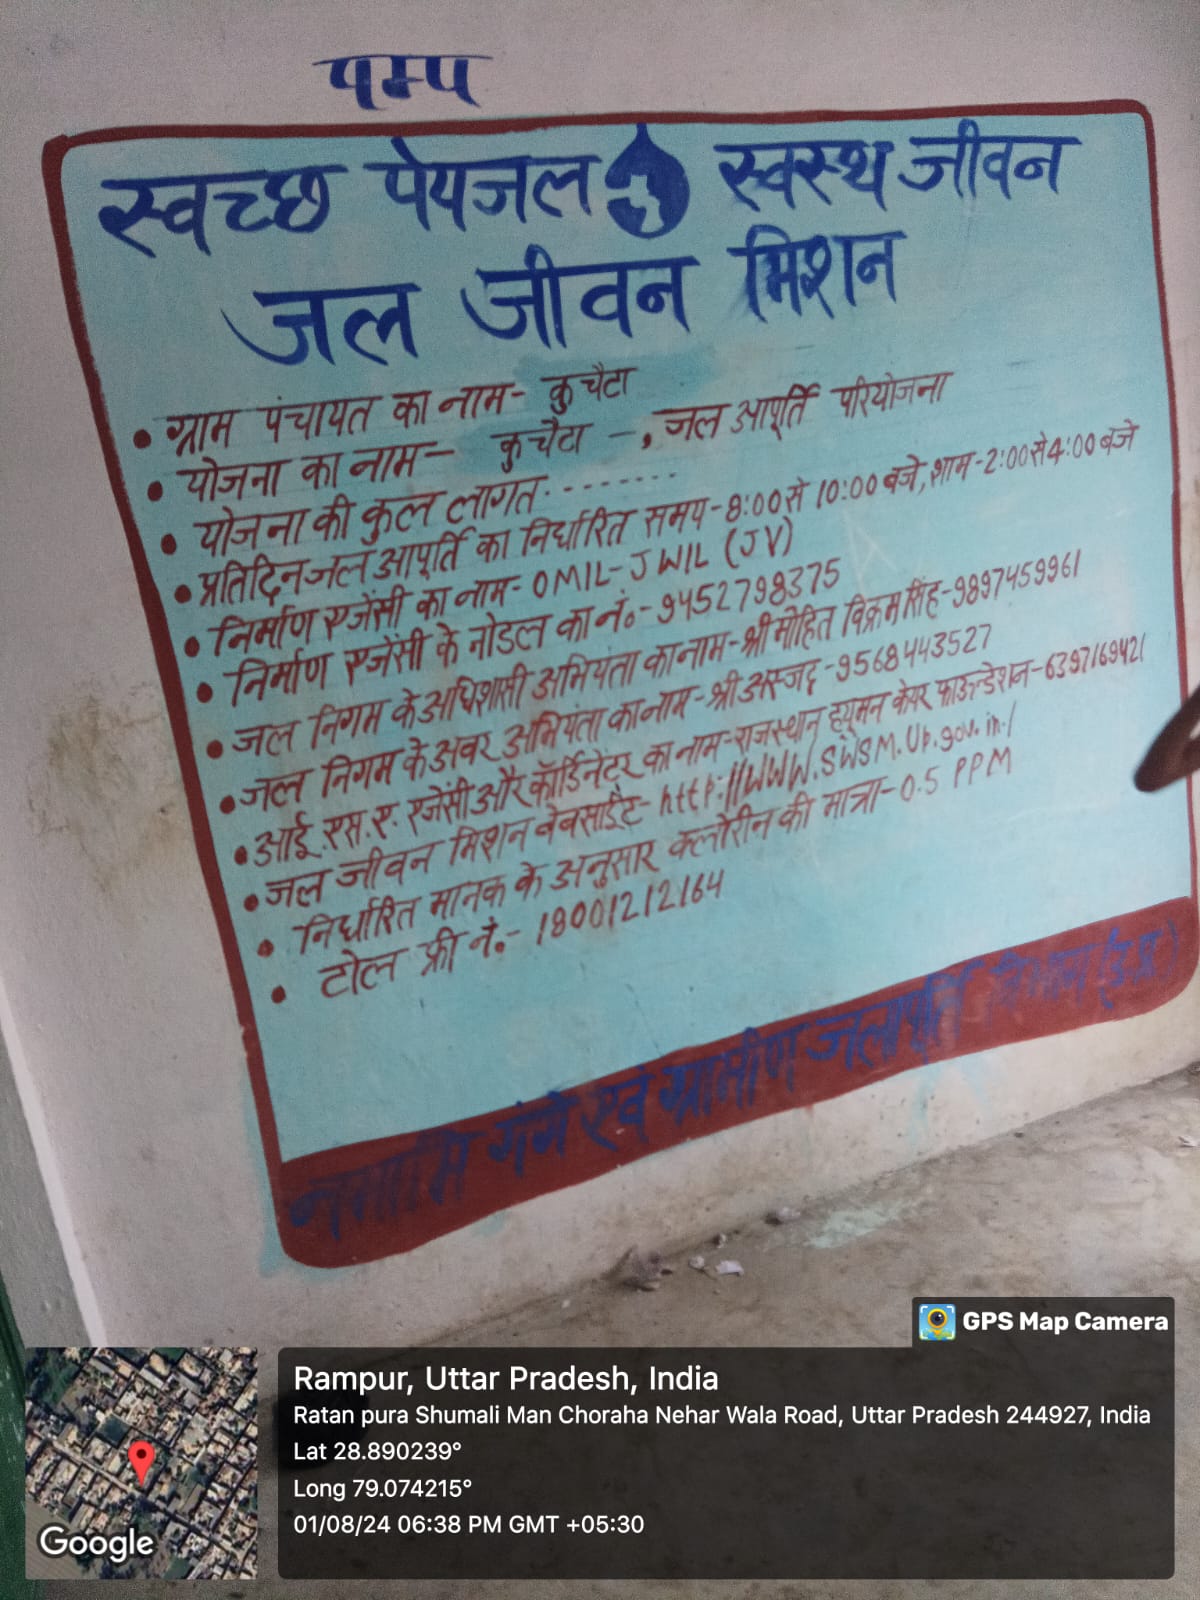 पम्प
स्वच्छ पेयजल स्वस्थ जीवन
जल जीवन मिशन
• ग्राम पंचायत का नाम- कुचैटा
• योजना का नाम- कुचैटा -, जल आपूर्ति परियोजना
• योजना की कुल लागत........
• प्रतिदिन जल आपूर्ति का निर्धारित समय-8:00 से 10:00 बजे, शाम-2:00 से 4:00 बजे
• निर्माण एजेंसी का नाम- OMIL-JWIL (JV)
• निर्माण एजेंसी के नोडल का नं०-9452798375
• जल निगम के अधिशासी अभियंता का नाम-श्री मोहित विक्रम सिंह-9897459961
• जल निगम के अवर अभियंता का नाम-श्री अस्जद-9568443527
• आई.एस.ए. एजेंसी और कॉर्डिनेटर का नाम-राजस्थान ह्यूमन केयर फाऊन्डेशन-6397169421
• जल जीवन मिशन वेबसाईट-http://WWW.SWSM.Up.gov.in/
• निर्धारित मानक के अनुसार क्लोरीन की मात्रा-0.5 PPM
• टोल फ्री नं.- 18001212164
नमामि गंगे एवं ग्रामीण जलापूर्ति विभाग (उ.प्र.)
GPS Map Camera
Rampur, Uttar Pradesh, India
Ratan pura Shumali Man Choraha Nehar Wala Road, Uttar Pradesh 244927, India
Lat 28.890239°
Long 79.074215°
01/08/24 06:38 PM GMT +05:30
Google